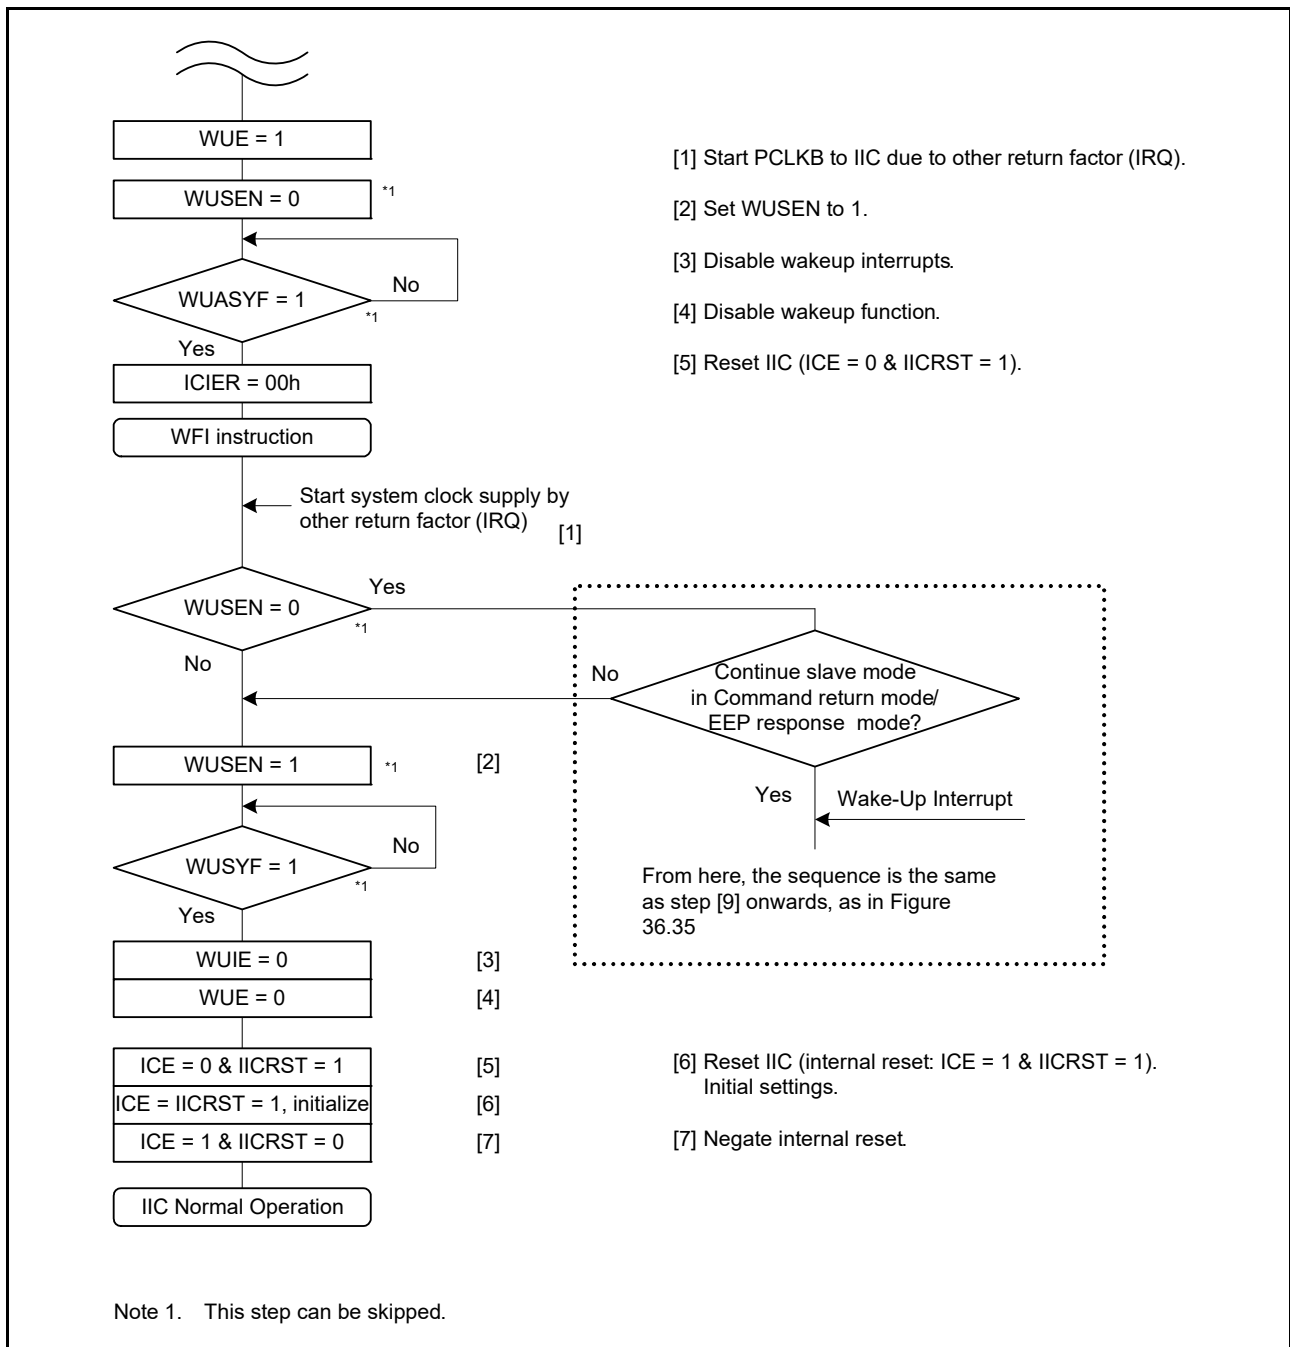 WUE = 1
WUSEN = 0 *1
WUASYF = 1 *1
No
Yes
ICIER = 00h
WFI instruction
Start system clock supply by
other return factor (IRQ)
[1]
WUSEN = 0 *1
Yes
No
Continue slave mode
in Command return mode/
EEP response mode?
No
Yes
Wake-Up Interrupt
From here, the sequence is the same
as step [9] onwards, as in Figure
36.35
WUSEN = 1 *1 [2]
WUSYF = 1 *1
No
Yes
WUIE = 0 [3]
WUE = 0 [4]
ICE = 0 & IICRST = 1 [5]
ICE = IICRST = 1, initialize [6]
ICE = 1 & IICRST = 0 [7]
IIC Normal Operation
[1] Start PCLKB to IIC due to other return factor (IRQ).
[2] Set WUSEN to 1.
[3] Disable wakeup interrupts.
[4] Disable wakeup function.
[5] Reset IIC (ICE = 0 & IICRST = 1).
[6] Reset IIC (internal reset: ICE = 1 & IICRST = 1).
Initial settings.
[7] Negate internal reset.
Note 1. This step can be skipped.